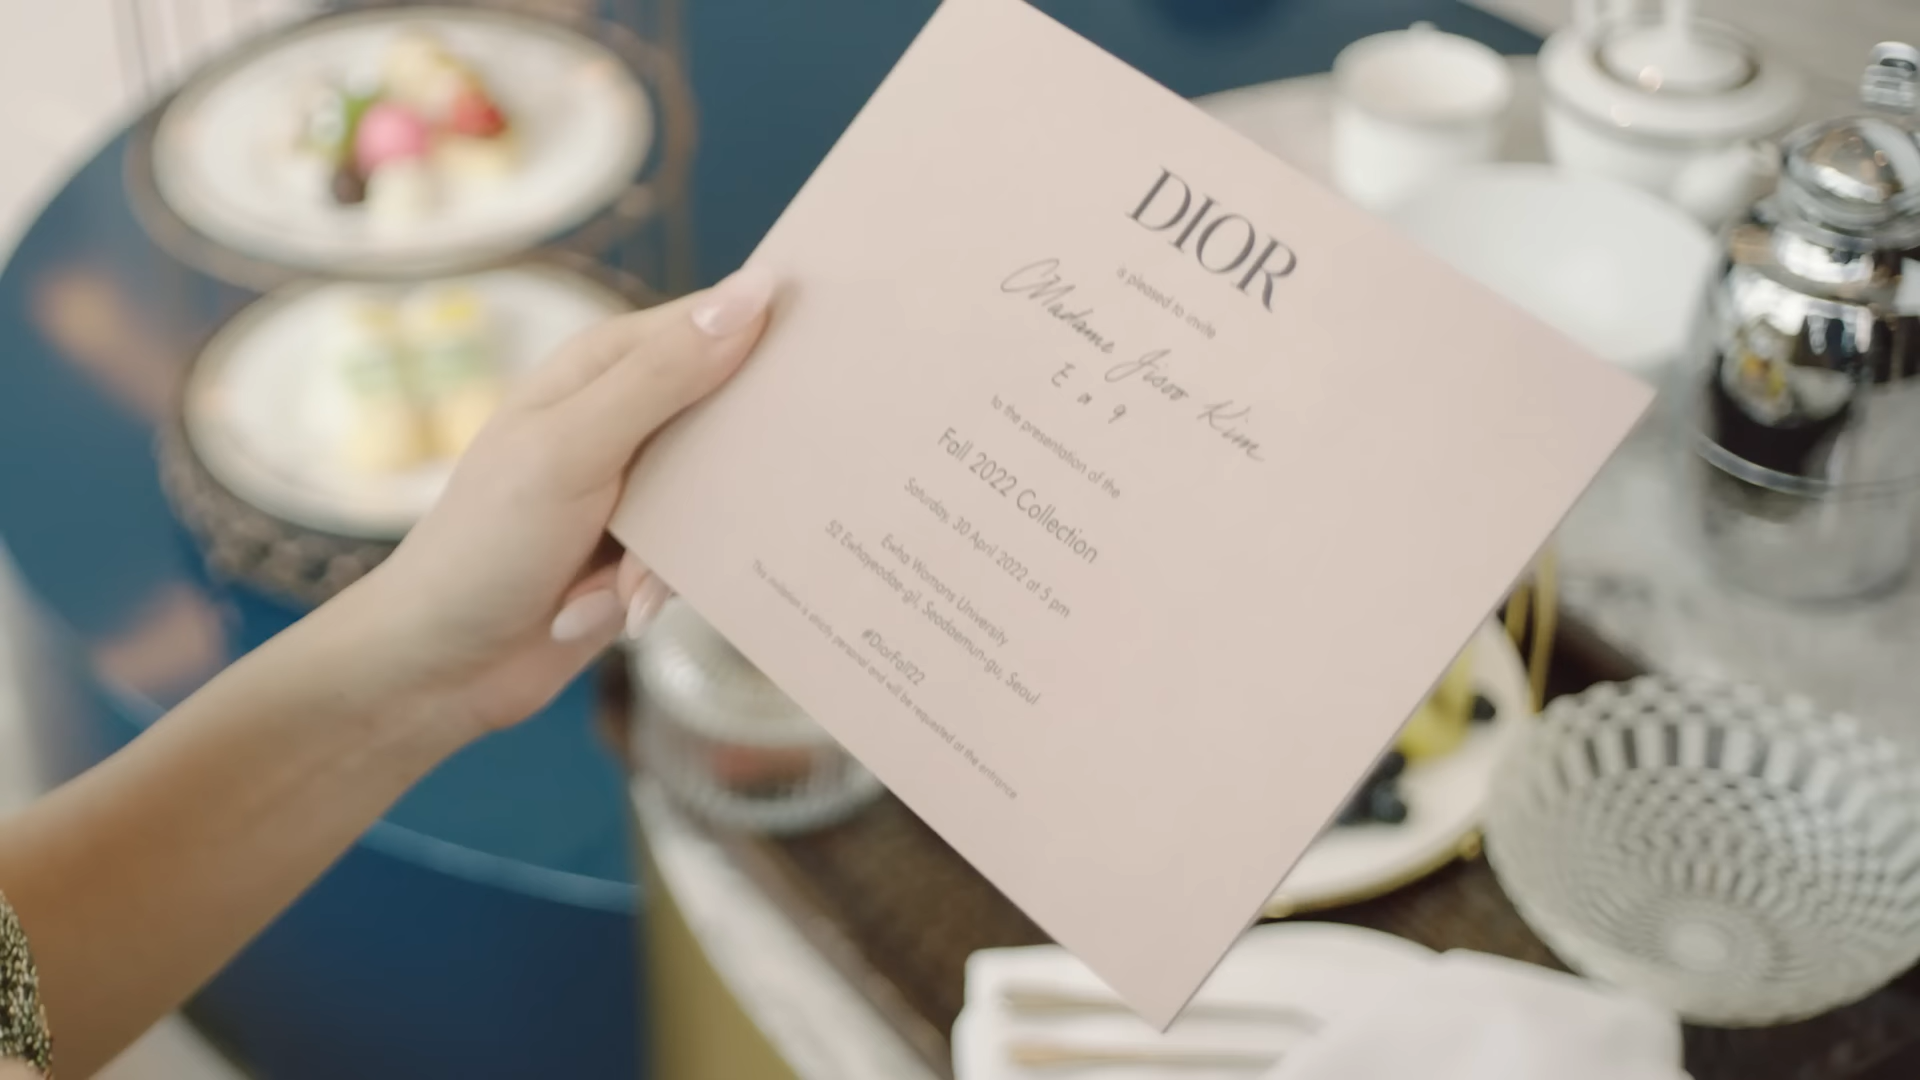 DIOR
is pleased to invite
Madame Jisoo Kim
E a 9
to the presentation of the
Fall 2022 Collection
Saturday, 30 April 2022 at 5 pm
Ewha Womans University
52 Ewhayeodae-gil, Seodaemun-gu, Seoul
#DiorFall22
This invitation is strictly personal and will be requested at the entrance